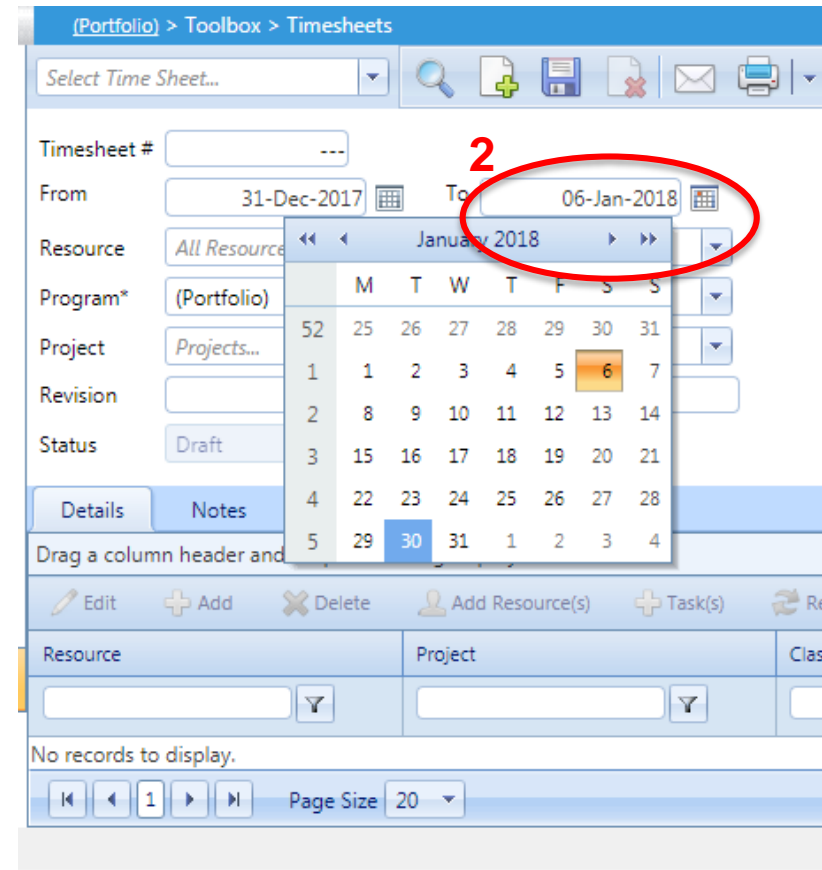 (Portfolio) > Toolbox > Timesheets
Select Time Sheet...
Timesheet # ---
2
From 31-Dec-2017 To 06-Jan-2018
Resource All Resource
January 2018
Program* (Portfolio)
M T W T F S S
Project Projects...
52 25 26 27 28 29 30 31
1 1 2 3 4 5 6 7
Revision
2 8 9 10 11 12 13 14
Status Draft
3 15 16 17 18 19 20 21
4 22 23 24 25 26 27 28
5 29 30 31 1 2 3 4
Details Notes
Drag a column header and
Edit Add Delete Add Resource(s) Task(s)
Resource Project
No records to display.
1 Page Size 20